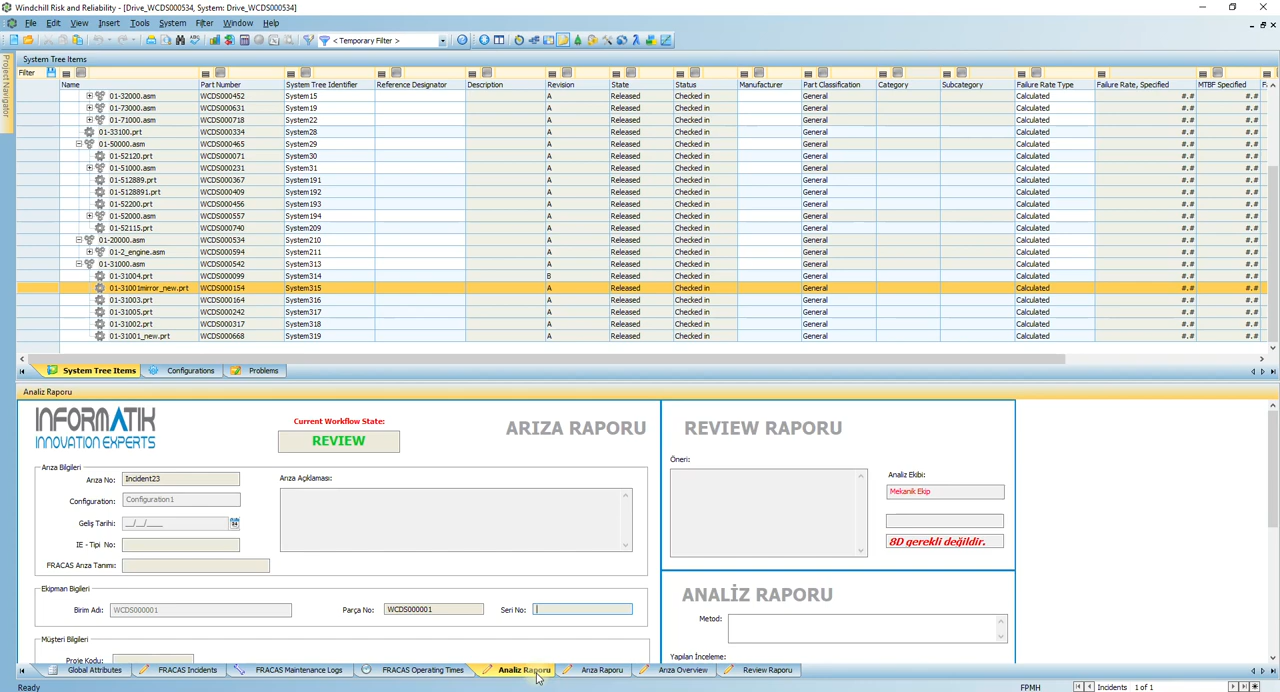 Windchill Risk and Reliability - [Drive_WCDS000534, System: Drive_WCDS000534]
File Edit View Insert Tools System Filter Window Help
< Temporary Filter >
Project Navigator
System Tree Items
Filter
Name Part Number System Tree Identifier Reference Designator Description Revision State Status Manufacturer Part Classification Category Subcategory Failure Rate Type Failure Rate, Specified MTBF Specified Fa
01-32000.asm WCDS000452 System15 A Released Checked in General Calculated #.# #.#
01-73000.asm WCDS000631 System19 A Released Checked in General Calculated #.# #.#
01-71000.asm WCDS000718 System22 A Released Checked in General Calculated #.# #.#
01-33100.prt WCDS000334 System28 A Released Checked in General Calculated #.# #.#
01-50000.asm WCDS000465 System29 A Released Checked in General Calculated #.# #.#
01-52120.prt WCDS000071 System30 A Released Checked in General Calculated #.# #.#
01-51000.asm WCDS000231 System31 A Released Checked in General Calculated #.# #.#
01-512889.prt WCDS000367 System191 A Released Checked in General Calculated #.# #.#
01-5128891.prt WCDS000409 System192 A Released Checked in General Calculated #.# #.#
01-52200.prt WCDS000456 System193 A Released Checked in General Calculated #.# #.#
01-52000.asm WCDS000557 System194 A Released Checked in General Calculated #.# #.#
01-52115.prt WCDS000740 System209 A Released Checked in General Calculated #.# #.#
01-20000.asm WCDS000534 System210 A Released Checked in General Calculated #.# #.#
01-2_engine.asm WCDS000594 System211 A Released Checked in General Calculated #.# #.#
01-31000.asm WCDS000542 System313 A Released Checked in General Calculated #.# #.#
01-31004.prt WCDS000099 System314 B Released Checked in General Calculated #.# #.#
01-31001mirror_new.prt WCDS000154 System315 A Released Checked in General Calculated #.# #.#
01-31003.prt WCDS000164 System316 A Released Checked in General Calculated #.# #.#
01-31005.prt WCDS000242 System317 A Released Checked in General Calculated #.# #.#
01-31002.prt WCDS000317 System318 A Released Checked in General Calculated #.# #.#
01-31001_new.prt WCDS000668 System319 A Released Checked in General Calculated #.# #.#
System Tree Items Configurations Problems
Analiz Raporu
INFORMATIK
INNOVATION EXPERTS
Current Workflow State:
REVIEW
ARIZA RAPORU
Arıza Bilgileri
Arıza No: Incident23
Configuration: Configuration1
Geliş Tarihi: __/__/____
IE - Tipi No:
FRACAS Arıza Tanımı:
Arıza Açıklaması:
Ekipman Bigileri
Birim Adı: WCDS000001 Parça No: WCDS000001 Seri No:
Müşteri Bilgileri
Proje Kodu:
REVIEW RAPORU
Öneri:
Analiz Ekibi:
Mekanik Ekip
8D gerekli değildir.
ANALİZ RAPORU
Metod:
Yapılan İnceleme:
Global Attributes FRACAS Incidents FRACAS Maintenance Logs FRACAS Operating Times Analiz Raporu Arıza Raporu Arıza Overview Review Raporu
Ready FPMH Incidents 1 of 1